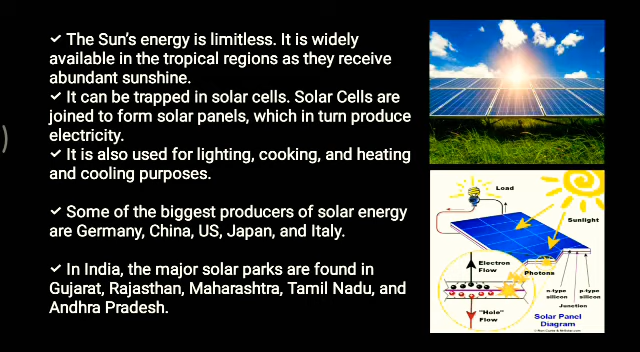 ✓ The Sun's energy is limitless. It is widely
available in the tropical regions as they receive
abundant sunshine.
✓ It can be trapped in solar cells. Solar Cells are
joined to form solar panels, which in turn produce
electricity.
✓ It is also used for lighting, cooking, and heating
and cooling purposes.
✓ Some of the biggest producers of solar energy
are Germany, China, US, Japan, and Italy.
✓ In India, the major solar parks are found in
Gujarat, Rajasthan, Maharashtra, Tamil Nadu, and
Andhra Pradesh.
Load
Sunlight
Electron
Flow
Photons
n-type
silicon
p-type
silicon
Junction
"Hole"
Flow
Solar Panel
Diagram